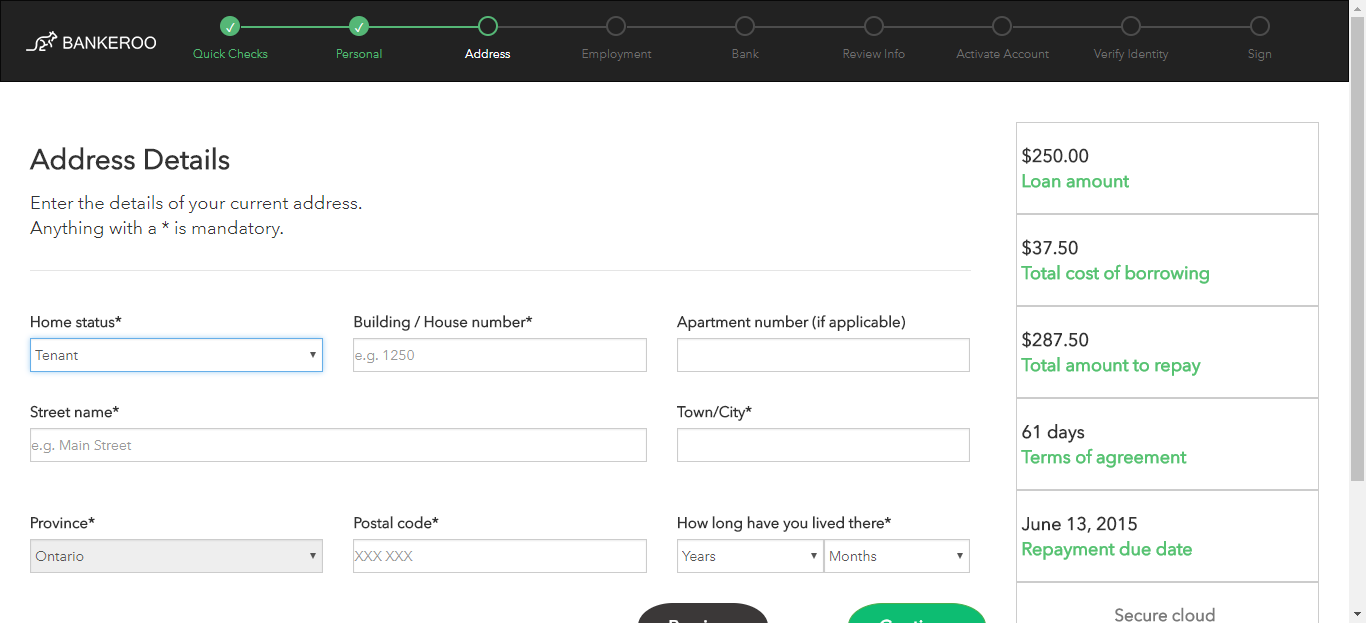 BANKEROO
Quick Checks
Personal
Address
Employment
Bank
Review Info
Activate Account
Verify Identity
Sign
Address Details
Enter the details of your current address.
Anything with a * is mandatory.
Home status*
Building / House number*
Apartment number (if applicable)
Tenant
e.g. 1250
Street name*
Town/City*
e.g. Main Street
Province*
Postal code*
How long have you lived there*
Ontario
XXX XXX
Years
Months
$250.00
Loan amount
$37.50
Total cost of borrowing
$287.50
Total amount to repay
61 days
Terms of agreement
June 13, 2015
Repayment due date
Secure cloud